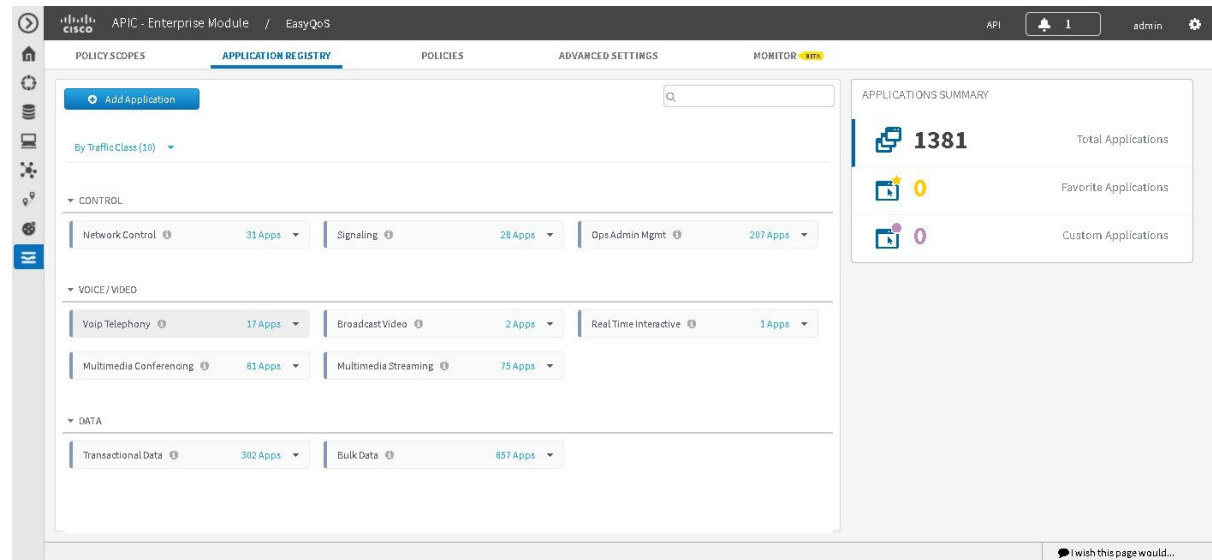 cisco APIC - Enterprise Module / EasyQoS API 1 admin
POLICY SCOPES APPLICATION REGISTRY POLICIES ADVANCED SETTINGS MONITOR BETA
Add Application
By Traffic Class (10)
CONTROL
Network Control 31 Apps Signaling 28 Apps Ops Admin Mgmt 207 Apps
VOICE / VIDEO
Voip Telephony 17 Apps Broadcast Video 2 Apps Real Time Interactive 1 Apps
Multimedia Conferencing 61 Apps Multimedia Streaming 75 Apps
DATA
Transactional Data 302 Apps Bulk Data 657 Apps
APPLICATIONS SUMMARY
1381 Total Applications
0 Favorite Applications
0 Custom Applications
I wish this page would...